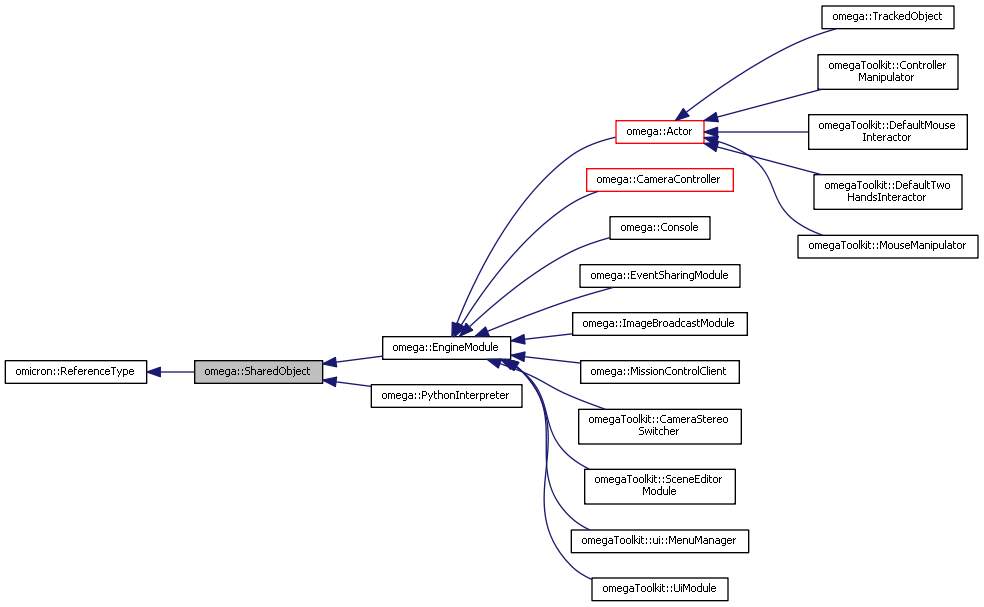 omega::TrackedObject
omegaToolkit::Controller
Manipulator
omegaToolkit::DefaultMouse
Interactor
omega::Actor
omegaToolkit::DefaultTwo
HandsInteractor
omegaToolkit::MouseManipulator
omega::CameraController
omega::Console
omega::EventSharingModule
omega::ImageBroadcastModule
omega::EngineModule
omicron::ReferenceType
omega::SharedObject
omega::MissionControlClient
omega::PythonInterpreter
omegaToolkit::CameraStereo
Switcher
omegaToolkit::SceneEditor
Module
omegaToolkit::ui::MenuManager
omegaToolkit::UiModule